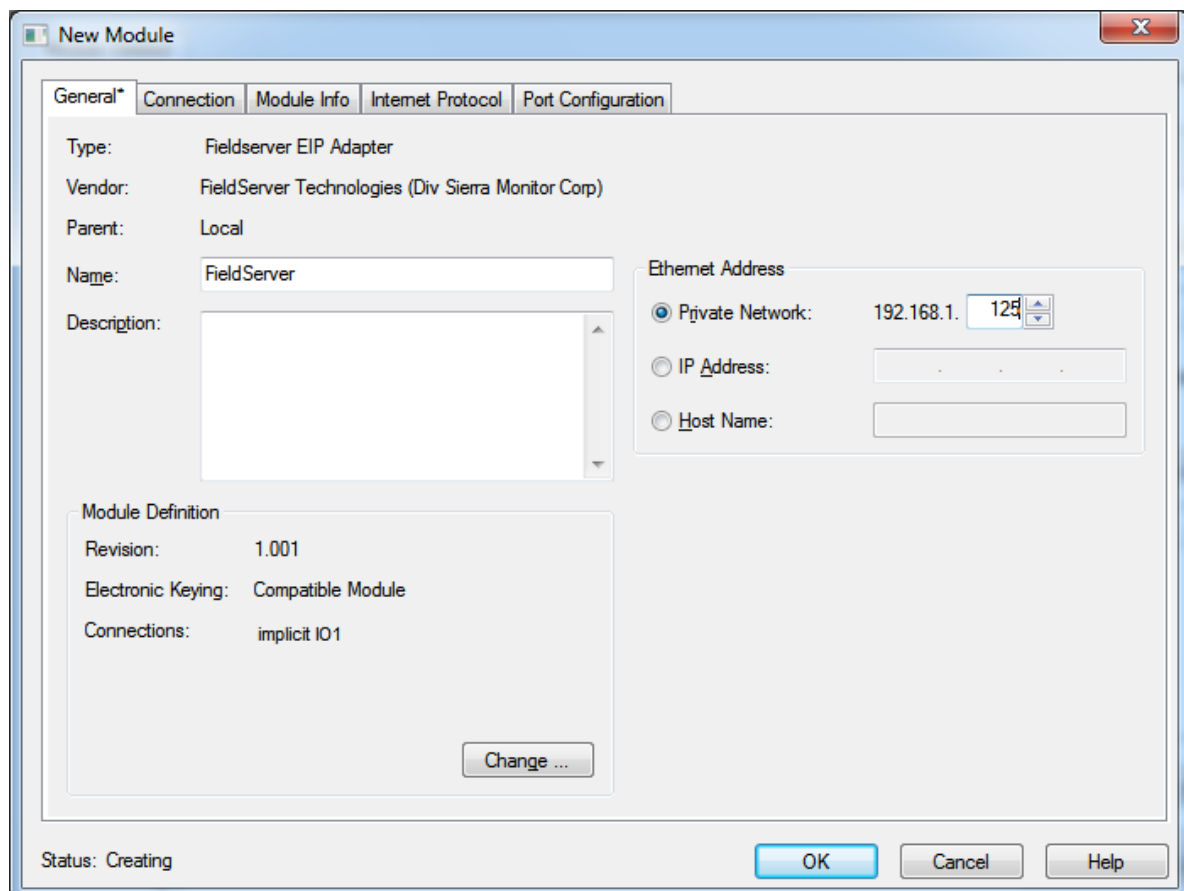 New Module
General* Connection Module Info Internet Protocol Port Configuration
Type: Fieldserver EIP Adapter
Vendor: FieldServer Technologies (Div Sierra Monitor Corp)
Parent: Local
Name: FieldServer
Description:
Ethernet Address
Private Network: 192.168.1. 125
IP Address: . . .
Host Name:
Module Definition
Revision: 1.001
Electronic Keying: Compatible Module
Connections: implicit IO1
Change ...
Status: Creating
OK Cancel Help